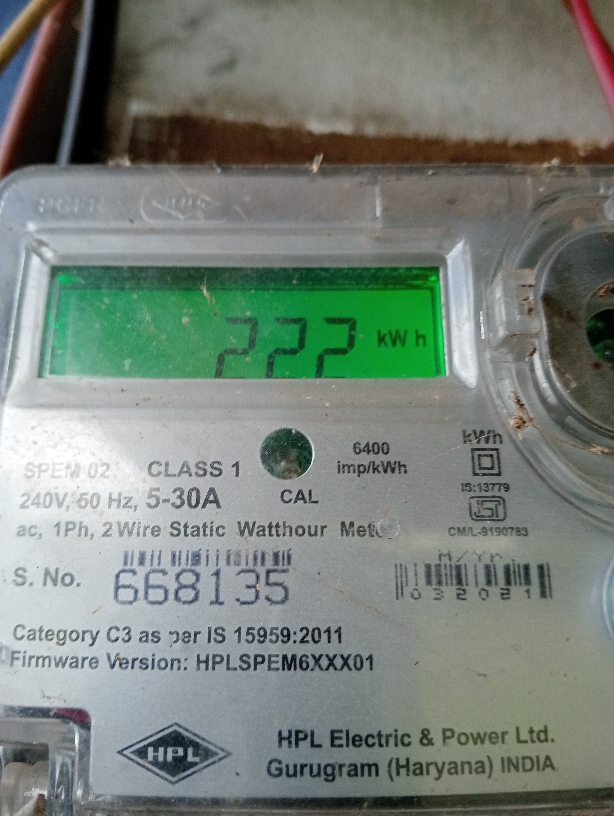 222 kWh
6400
imp/kWh
kWh
SPEM 02
CLASS 1
IS:13779
240V, 50 Hz, 5-30A
CAL
ac, 1Ph, 2 Wire Static Watthour
CM/L-9190783
M/Yr
S. No.
668135
032021
Category C3 as per IS 15959:2011
Firmware Version: HPLSPEM6XXX01
HPL
HPL Electric & Power Ltd.
Gurugram (Haryana) INDIA